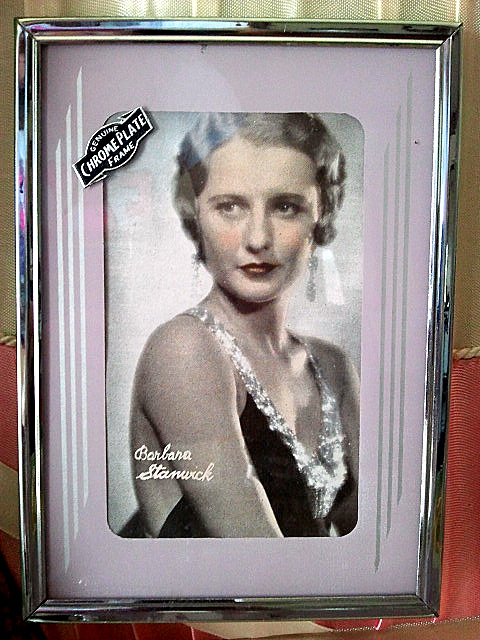 GENUINE
CHROME PLATE
FRAME
Barbara
Stanwick